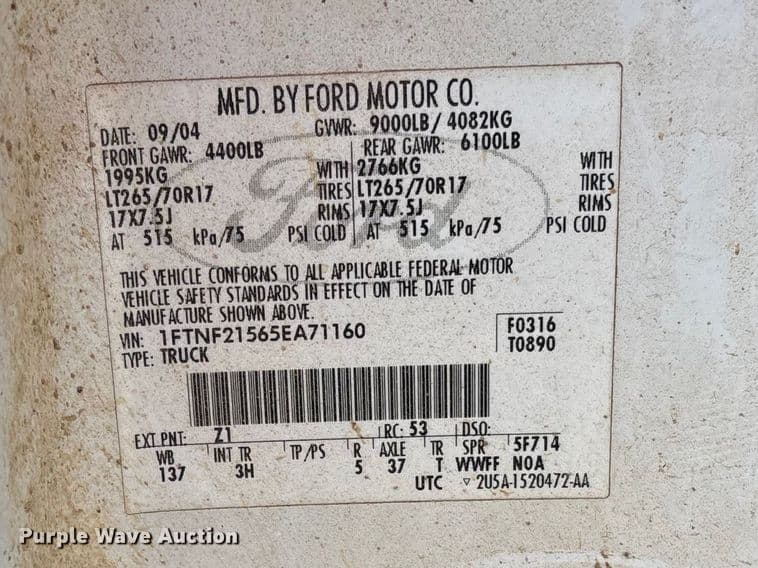 MFD. BY FORD MOTOR CO.
DATE: 09/04 GVWR: 9000LB/ 4082KG
FRONT GAWR: 4400LB REAR GAWR: 6100LB
1995KG WITH 2766KG WITH
LT265/70R17 TIRES LT265/70R17 TIRES
17X7.5J RIMS 17X7.5J RIMS
AT 515 kPa/75 PSI COLD AT 515 kPa/75 PSI COLD
Ford
THIS VEHICLE CONFORMS TO ALL APPLICABLE FEDERAL MOTOR
VEHICLE SAFETY STANDARDS IN EFFECT ON THE DATE OF
MANUFACTURE SHOWN ABOVE.
VIN: 1FTNF21565EA71160 F0316
TYPE: TRUCK T0890
EXT PNT: Z1 RC: 53 DSO:
WB INT TR TP/PS R AXLE TR SPR 5F714
137 3H 5 37 T WWFF NOA
UTC ▽ 2U5A-1520472-AA
Purple Wave Auction